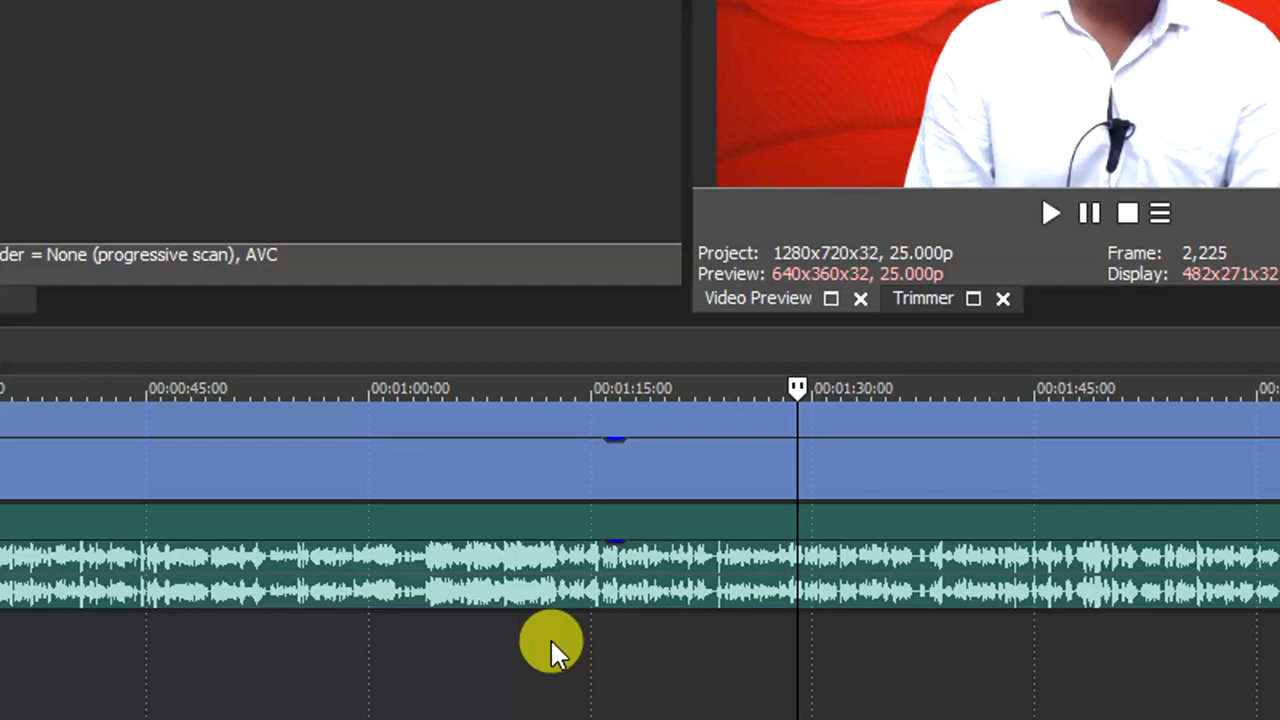 der = None (progressive scan), AVC
Project: 1280x720x32, 25.000p
Frame: 2,225
Preview: 640x360x32, 25.000p
Display: 482x271x32
Video Preview
Trimmer
00:00:45:00
00:01:00:00
00:01:15:00
00:01:30:00
00:01:45:00
00: